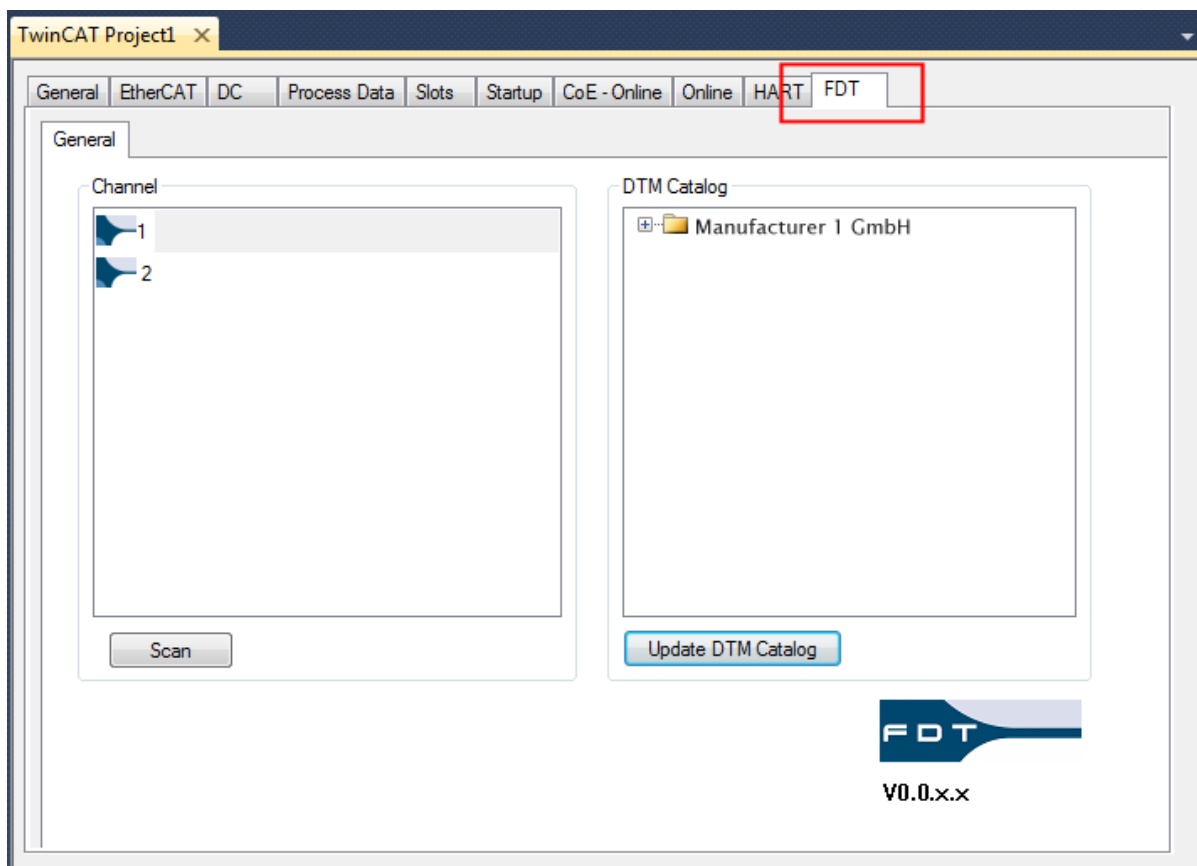 TwinCAT Project1
General EtherCAT DC Process Data Slots Startup CoE - Online Online HART FDT
General
Channel
DTM Catalog
1
Manufacturer 1 GmbH
2
Scan
Update DTM Catalog
FDT
V0.0.x.x